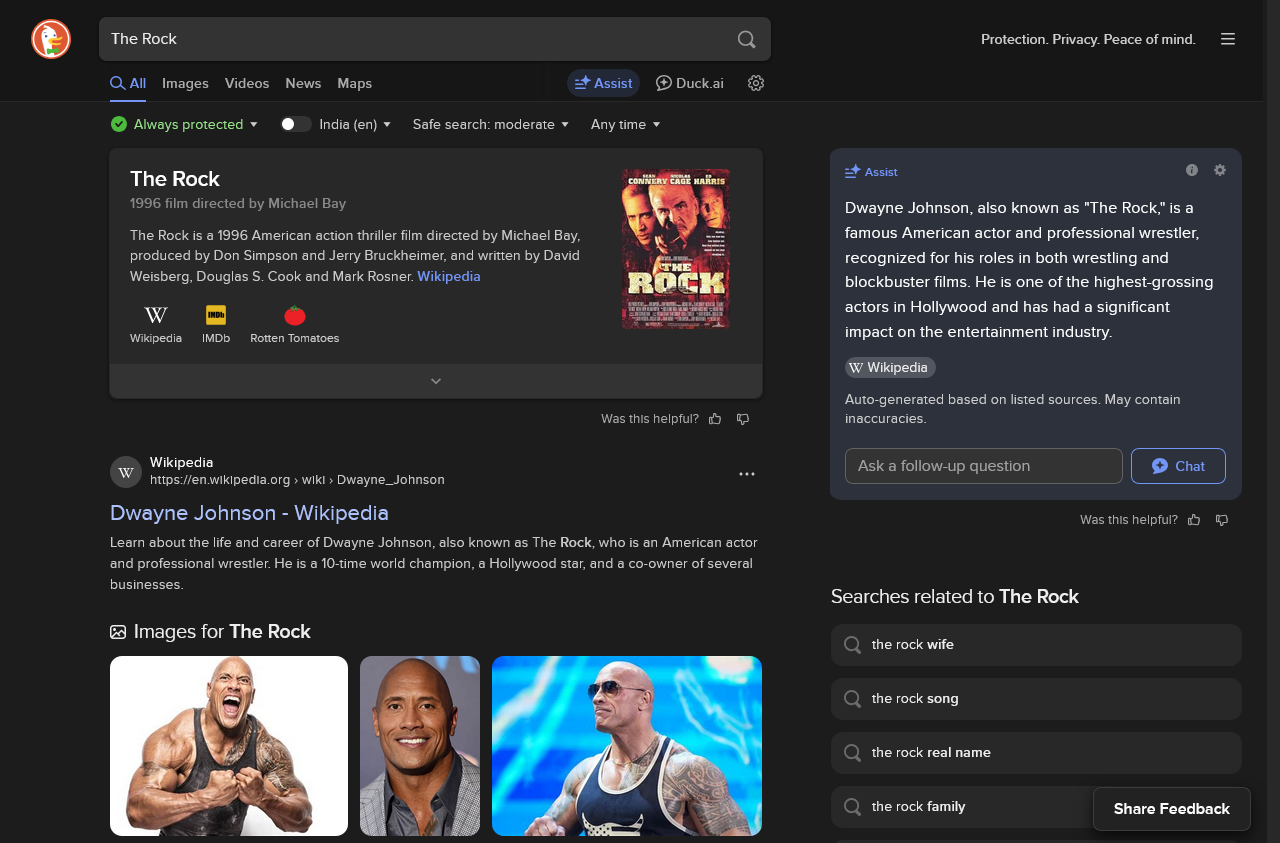 The Rock
Protection. Privacy. Peace of mind.
All Images Videos News Maps Assist Duck.ai
Always protected India (en) Safe search: moderate Any time
The Rock
1996 film directed by Michael Bay
The Rock is a 1996 American action thriller film directed by Michael Bay,
produced by Don Simpson and Jerry Bruckheimer, and written by David
Weisberg, Douglas S. Cook and Mark Rosner. Wikipedia
SEAN NICOLAS ED
CONNERY CAGE HARRIS
THE
ROCK
W IMDb
Wikipedia IMDb Rotten Tomatoes
Was this helpful?
W
Wikipedia
https://en.wikipedia.org › wiki › Dwayne_Johnson
Dwayne Johnson - Wikipedia
Learn about the life and career of Dwayne Johnson, also known as The Rock, who is an American actor
and professional wrestler. He is a 10-time world champion, a Hollywood star, and a co-owner of several
businesses.
Images for The Rock
Assist
Dwayne Johnson, also known as "The Rock," is a
famous American actor and professional wrestler,
recognized for his roles in both wrestling and
blockbuster films. He is one of the highest-grossing
actors in Hollywood and has had a significant
impact on the entertainment industry.
W Wikipedia
Auto-generated based on listed sources. May contain
inaccuracies.
Ask a follow-up question Chat
Was this helpful?
Searches related to The Rock
the rock wife
the rock song
the rock real name
the rock family
Share Feedback